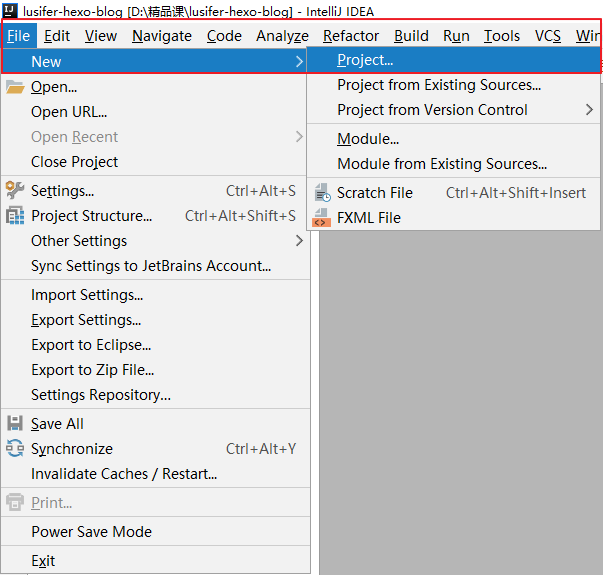 lusifer-hexo-blog [D:\精品课\lusifer-hexo-blog] - IntelliJ IDEA
File Edit View Navigate Code Analyze Refactor Build Run Tools VCS Win
New
Open...
Open URL...
Open Recent
Close Project
Settings... Ctrl+Alt+S
Project Structure... Ctrl+Alt+Shift+S
Other Settings
Sync Settings to JetBrains Account...
Import Settings...
Export Settings...
Export to Eclipse...
Export to Zip File...
Settings Repository...
Save All
Synchronize Ctrl+Alt+Y
Invalidate Caches / Restart...
Print...
Power Save Mode
Exit
Project...
Project from Existing Sources...
Project from Version Control
Module...
Module from Existing Sources...
Scratch File Ctrl+Alt+Shift+Insert
FXML File